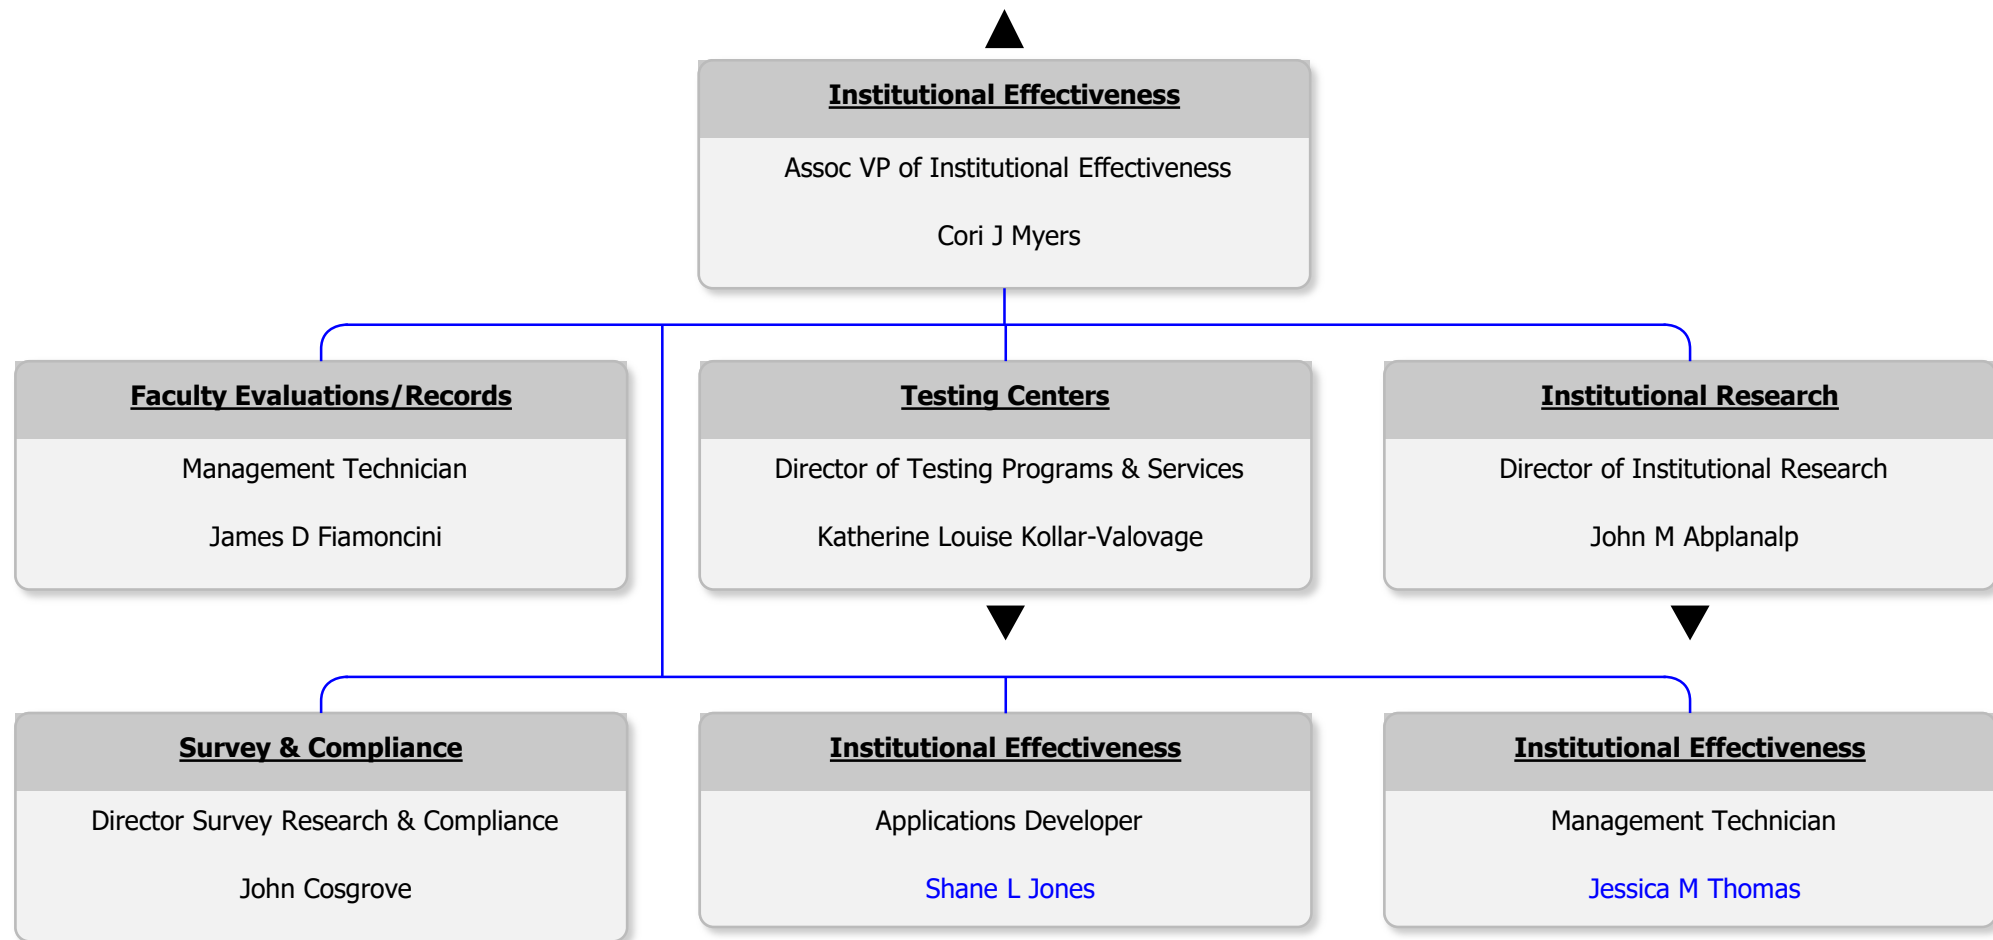 Institutional Effectiveness
Assoc VP of Institutional Effectiveness
Cori J Myers
Faculty Evaluations/Records
Management Technician
James D Fiamoncini
Testing Centers
Director of Testing Programs & Services
Katherine Louise Kollar-Valovage
Institutional Research
Director of Institutional Research
John M Abplanalp
Survey & Compliance
Director Survey Research & Compliance
John Cosgrove
Institutional Effectiveness
Applications Developer
Shane L Jones
Institutional Effectiveness
Management Technician
Jessica M Thomas